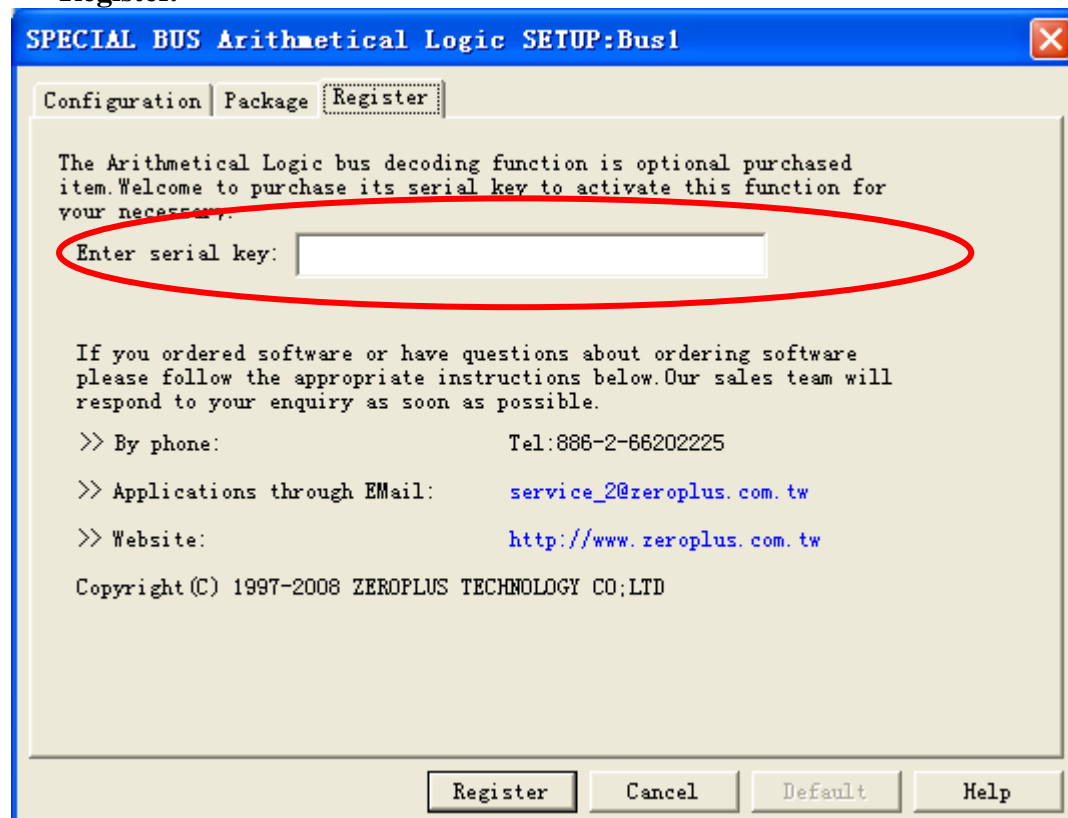 Register.
SPECIAL BUS Arithmetical Logic SETUP:Bus1
Configuration Package Register
The Arithmetical Logic bus decoding function is optional purchased
item.Welcome to purchase its serial key to activate this function for
your necessary.
Enter serial key:
If you ordered software or have questions about ordering software
please follow the appropriate instructions below.Our sales team will
respond to your enquiry as soon as possible.
>> By phone: Tel:886-2-66202225
>> Applications through EMail: service_2@zeroplus.com.tw
>> Website: http://www.zeroplus.com.tw
Copyright(C) 1997-2008 ZEROPLUS TECHNOLOGY CO;LTD
Register Cancel Default Help